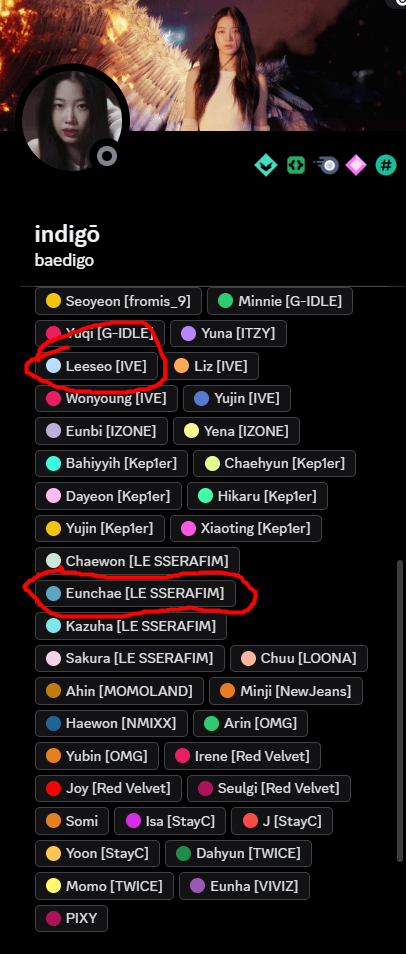 indigō
baedigo
Seoyeon [fromis_9] Minnie [G-IDLE]
Yuqi [G-IDLE] Yuna [ITZY]
Leeseo [IVE] Liz [IVE]
Wonyoung [IVE] Yujin [IVE]
Eunbi [IZONE] Yena [IZONE]
Bahiyyih [Kep1er] Chaehyun [Kep1er]
Dayeon [Kep1er] Hikaru [Kep1er]
Yujin [Kep1er] Xiaoting [Kep1er]
Chaewon [LE SSERAFIM]
Eunchae [LE SSERAFIM]
Kazuha [LE SSERAFIM]
Sakura [LE SSERAFIM] Chuu [LOONA]
Ahin [MOMOLAND] Minji [NewJeans]
Haewon [NMIXX] Arin [OMG]
Yubin [OMG] Irene [Red Velvet]
Joy [Red Velvet] Seulgi [Red Velvet]
Somi Isa [StayC] J [StayC]
Yoon [StayC] Dahyun [TWICE]
Momo [TWICE] Eunha [VIVIZ]
PIXY